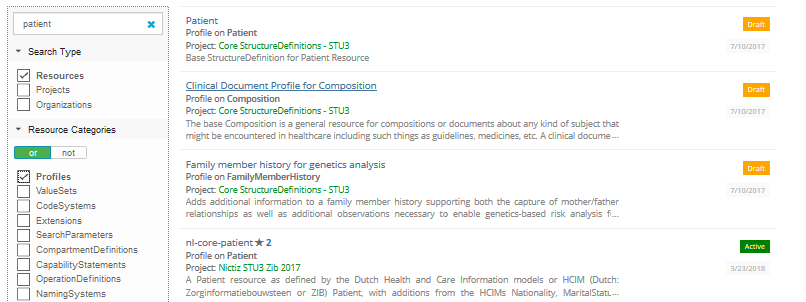 patient
Search Type
Resources
Projects
Organizations
Resource Categories
or not
Profiles
ValueSets
CodeSystems
Extensions
SearchParameters
CompartmentDefinitions
CapabilityStatements
OperationDefinitions
NamingSystems
Patient
Draft
Profile on Patient
Project: Core StructureDefinitions - STU3
7/10/2017
Base StructureDefinition for Patient Resource
Clinical Document Profile for Composition
Draft
Profile on Composition
Project: Core StructureDefinitions - STU3
7/10/2017
The base Composition is a general resource for compositions or documents about any kind of subject that
might be encountered in healthcare including such things as guidelines, medicines, etc. A clinical docume...
Family member history for genetics analysis
Draft
Profile on FamilyMemberHistory
Project: Core StructureDefinitions - STU3
7/10/2017
Adds additional information to a family member history supporting both the capture of mother/father
relationships as well as additional observations necessary to enable genetics-based risk analysis f...
nl-core-patient ★ 2
Active
Profile on Patient
Project: Nictiz STU3 Zib 2017
3/23/2018
A Patient resource as defined by the Dutch Health and Care Information models or HCIM (Dutch:
Zorginformatiebouwsteen or ZIB) Patient, with additions from the HCIMs Nationality, MaritalStatu...